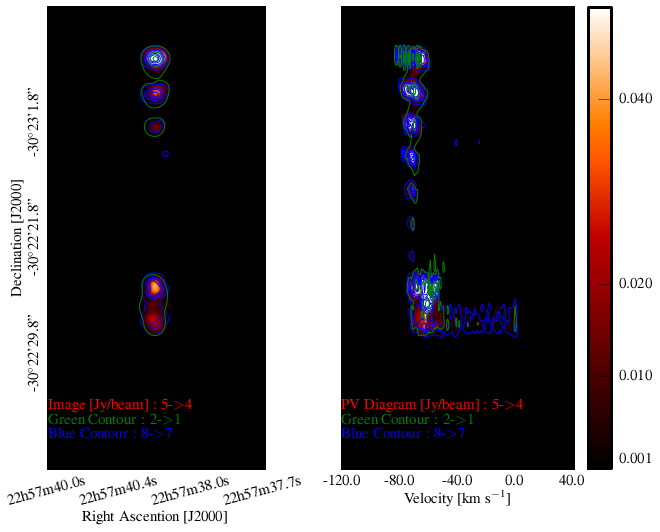 -30°23'1.8"
-30°22'21.8"
-30°22'29.8"
Declination [J2000]
Image [Jy/beam] : 5->4
Green Contour : 2->1
Blue Contour : 8->7
22h57m40.0s
22h57m40.4s
22h57m38.0s
22h57m37.7s
Right Ascention [J2000]
PV Diagram [Jy/beam] : 5->4
Green Contour : 2->1
Blue Contour : 8->7
-120.0 -80.0 -40.0 0.0 40.0
Velocity [km s⁻¹]
0.040
0.020
0.010
0.001